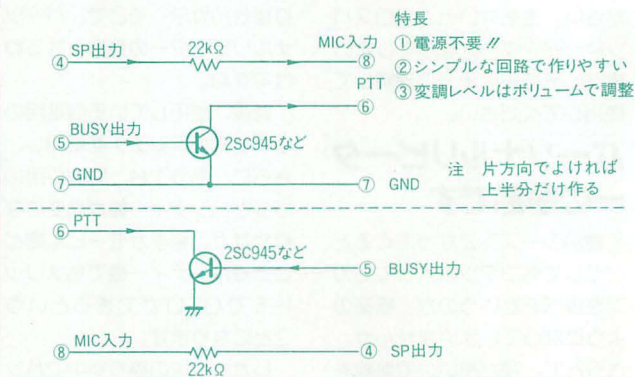 特長
①電源不要〃
②シンプルな回路で作りやすい
③変調レベルはボリュームで調整
④ SP出力 22kΩ MIC入力 ⑧
PTT ⑥
⑤ BUSY出力 2SC945など
⑦ GND ⑦ GND
注 片方向でよければ
上半分だけ作る
⑥ PTT
2SC945など
⑤ BUSY出力
⑧ MIC入力 22kΩ ④ SP出力